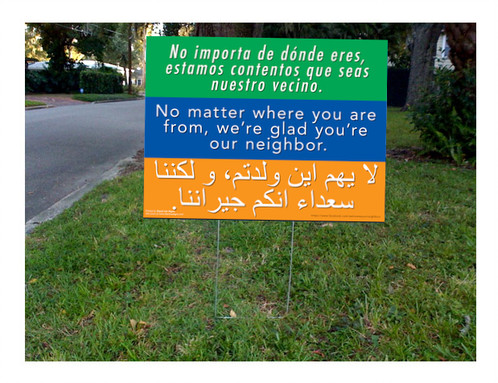 No importa de dónde eres,
estamos contentos que seas
nuestro vecino.
No matter where you are
from, we're glad you're
our neighbor.
لا يهم اين ولدتم، و لكننا
سعداء انكم جيراننا.